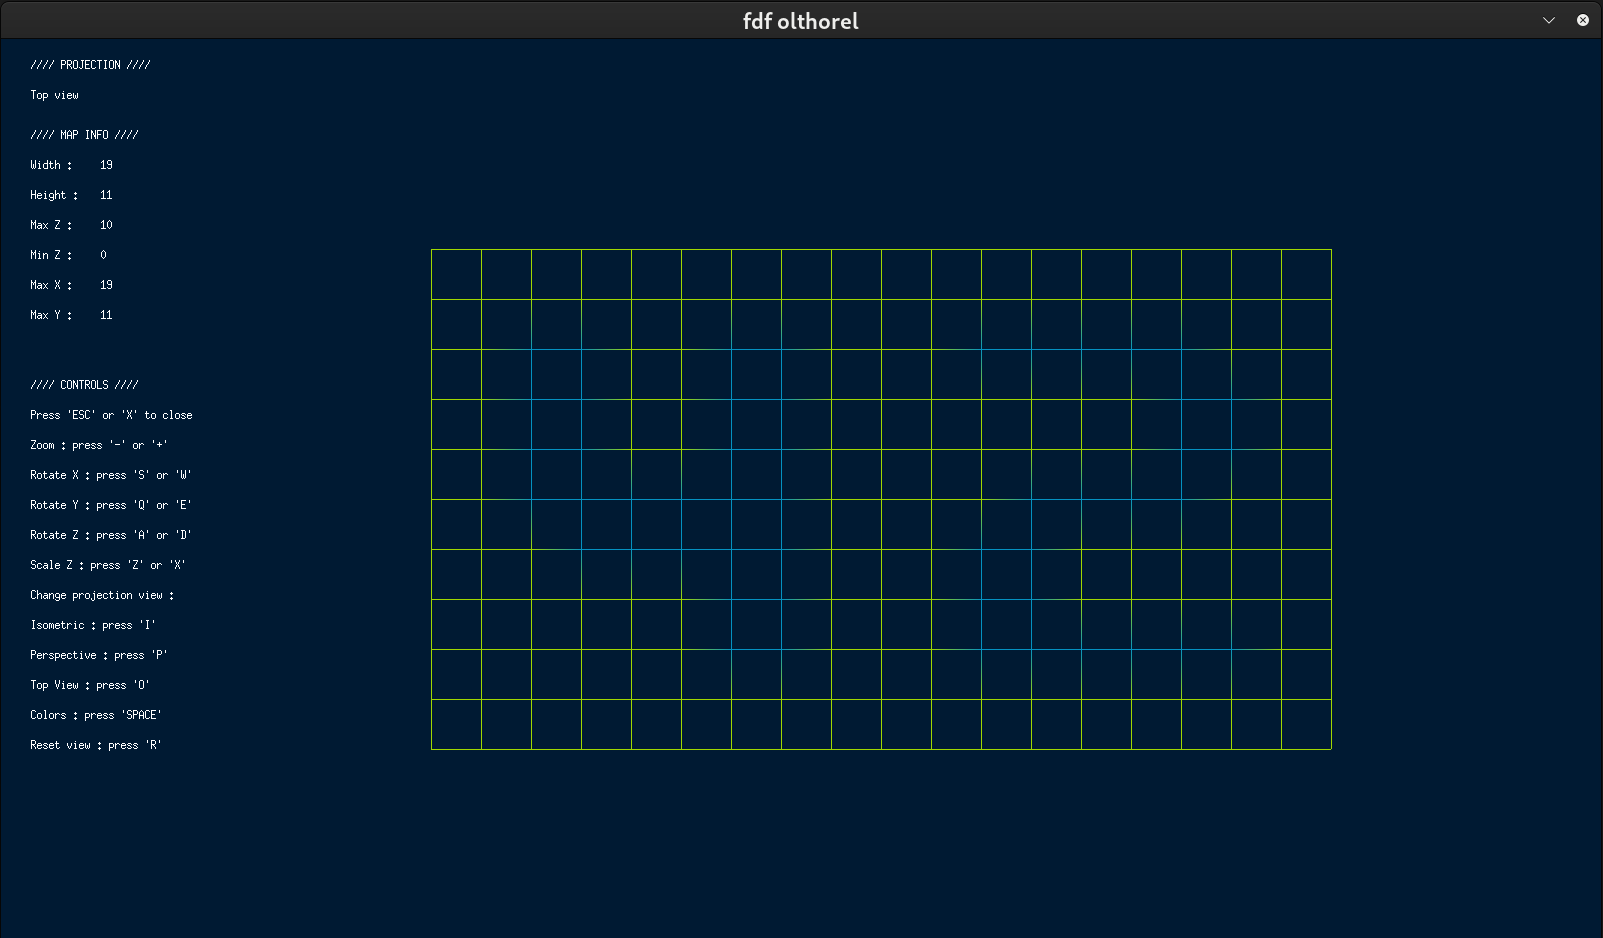 fdf olthorel
//// PROJECTION ////
Top view
//// MAP INFO ////
Width : 19
Height : 11
Max Z : 10
Min Z : 0
Max X : 19
Max Y : 11
//// CONTROLS ////
Press 'ESC' or 'X' to close
Zoom : press '-' or '+'
Rotate X : press 'S' or 'W'
Rotate Y : press 'Q' or 'E'
Rotate Z : press 'A' or 'D'
Scale Z : press 'Z' or 'X'
Change projection view :
Isometric : press 'I'
Perspective : press 'P'
Top View : press 'O'
Colors : press 'SPACE'
Reset view : press 'R'